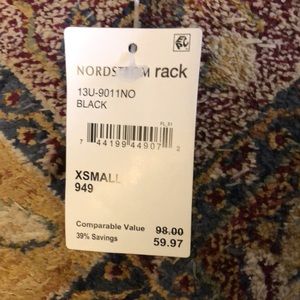 NORDSTROM rack
13U-9011NO
BLACK
FL_51
7 44199 44907 2
XSMALL
949
Comparable Value 98.00
39% Savings 59.97